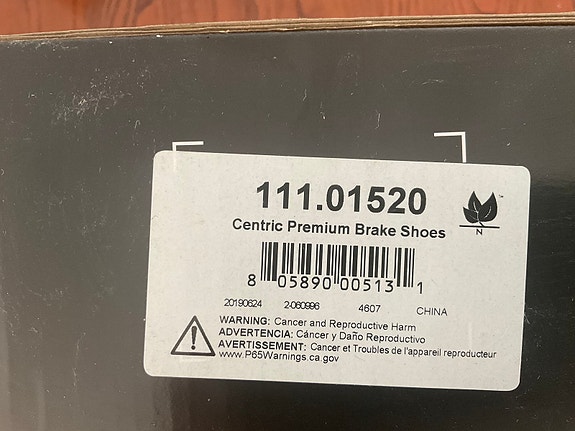 111.01520
Centric Premium Brake Shoes
N
8 05890 00513 1
20190624 2-060996 4607 CHINA
WARNING: Cancer and Reproductive Harm
ADVERTENCIA: Cáncer y Daño Reproductivo
AVERTISSEMENT: Cancer et Troubles de l'appareil reproducteur
www.P65Warnings.ca.gov